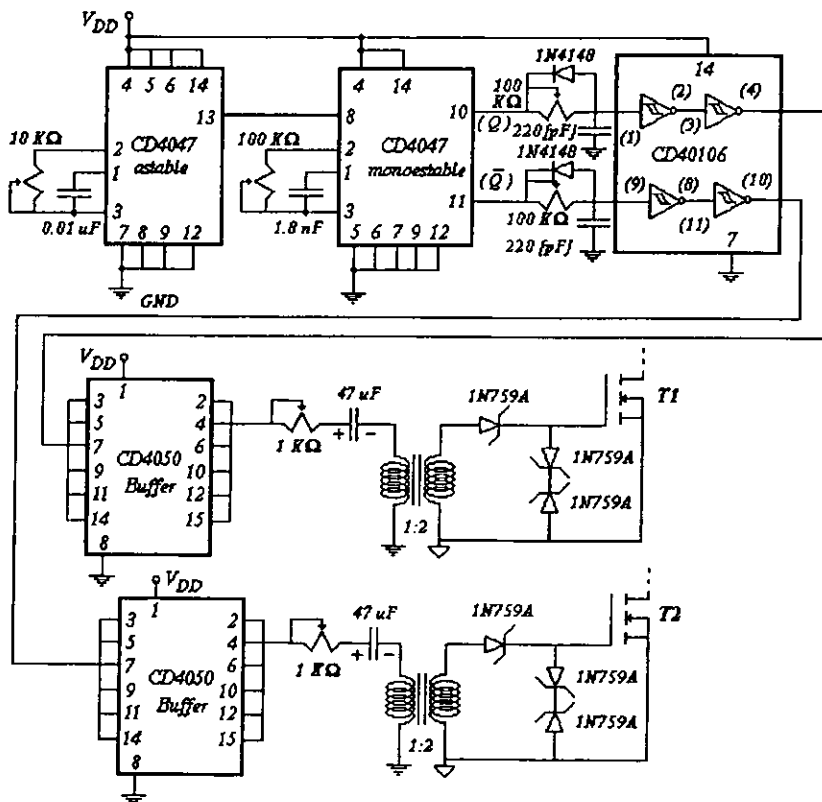 V_DD
4 5 6 14
13
CD4047
astable
10 KΩ
2
1
3
0.01 uF
7 8 9 12
GND
4 14
8
10
CD4047
monoestable
100 KΩ
2
1
11
3
1.8 nF
5 6 7 9 12
1N4148
100
KΩ
(Q)
220 [pF]
1N4148
(Q̅)
100 KΩ
220 [pF]
14
(2) (4)
(1) (3)
CD40106
(9) (8) (10)
(11)
7
V_DD
1
3 2
5 4
7 6
CD4050
9 10
Buffer
11 12
14 15
8
1 KΩ
47 uF
+ -
1:2
1N759A
T1
1N759A
1N759A
V_DD
1
3 2
5 4
7 6
CD4050
9 10
Buffer
11 12
14 15
8
1 KΩ
47 uF
+ -
1:2
1N759A
T2
1N759A
1N759A